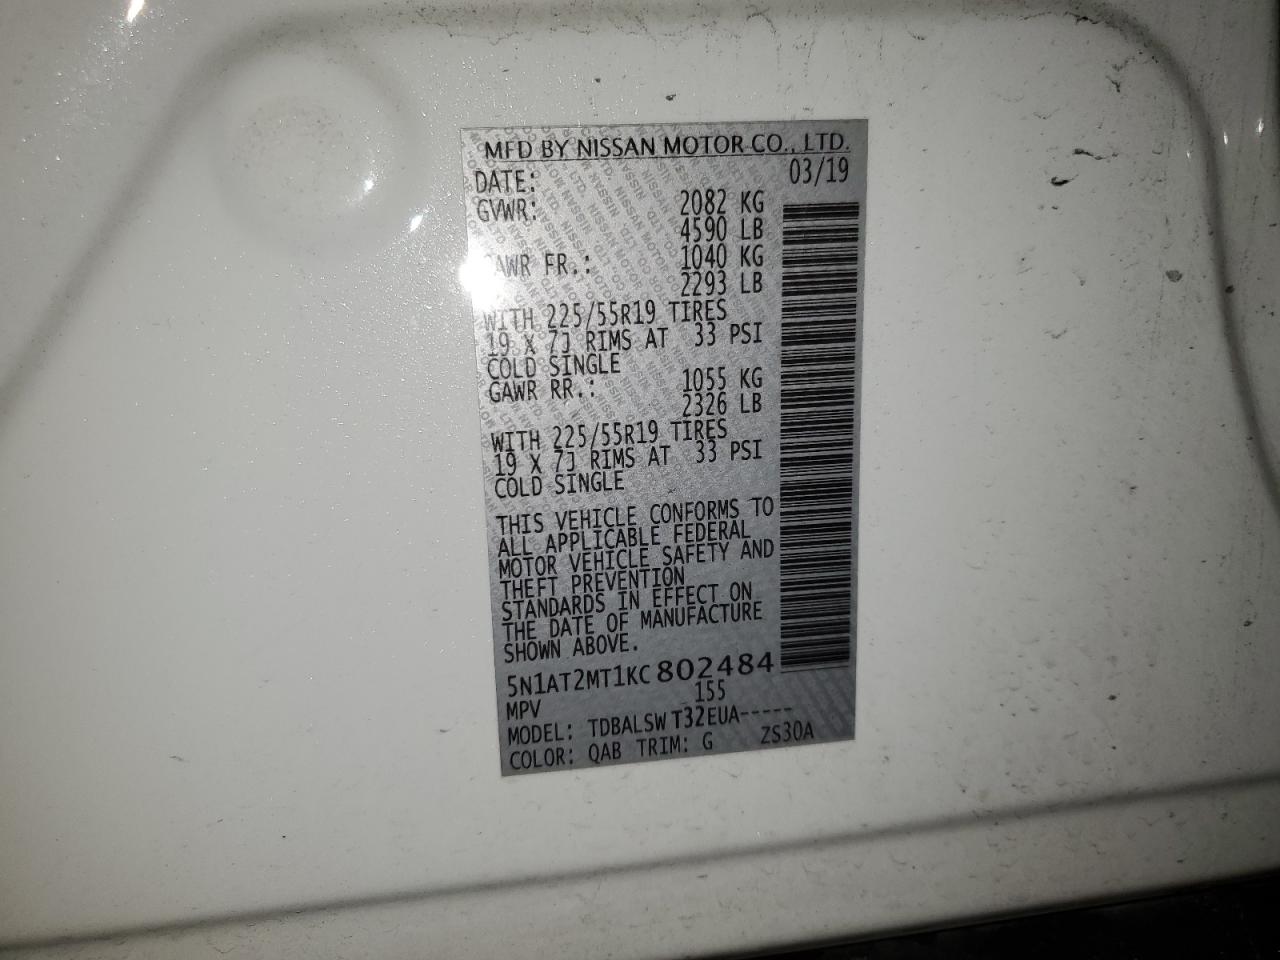 MFD BY NISSAN MOTOR CO., LTD.
DATE: 03/19
GVWR: 2082 KG
4590 LB
GAWR FR.: 1040 KG
2293 LB
WITH 225/55R19 TIRES
19 X 7J RIMS AT 33 PSI
COLD SINGLE
GAWR RR.: 1055 KG
2326 LB
WITH 225/55R19 TIRES
19 X 7J RIMS AT 33 PSI
COLD SINGLE
THIS VEHICLE CONFORMS TO
ALL APPLICABLE FEDERAL
MOTOR VEHICLE SAFETY AND
THEFT PREVENTION
STANDARDS IN EFFECT ON
THE DATE OF MANUFACTURE
SHOWN ABOVE.
5N1AT2MT1KC802484
MPV 155
MODEL: TDBALSW T32EUA-----
COLOR: QAB TRIM: G ZS30A